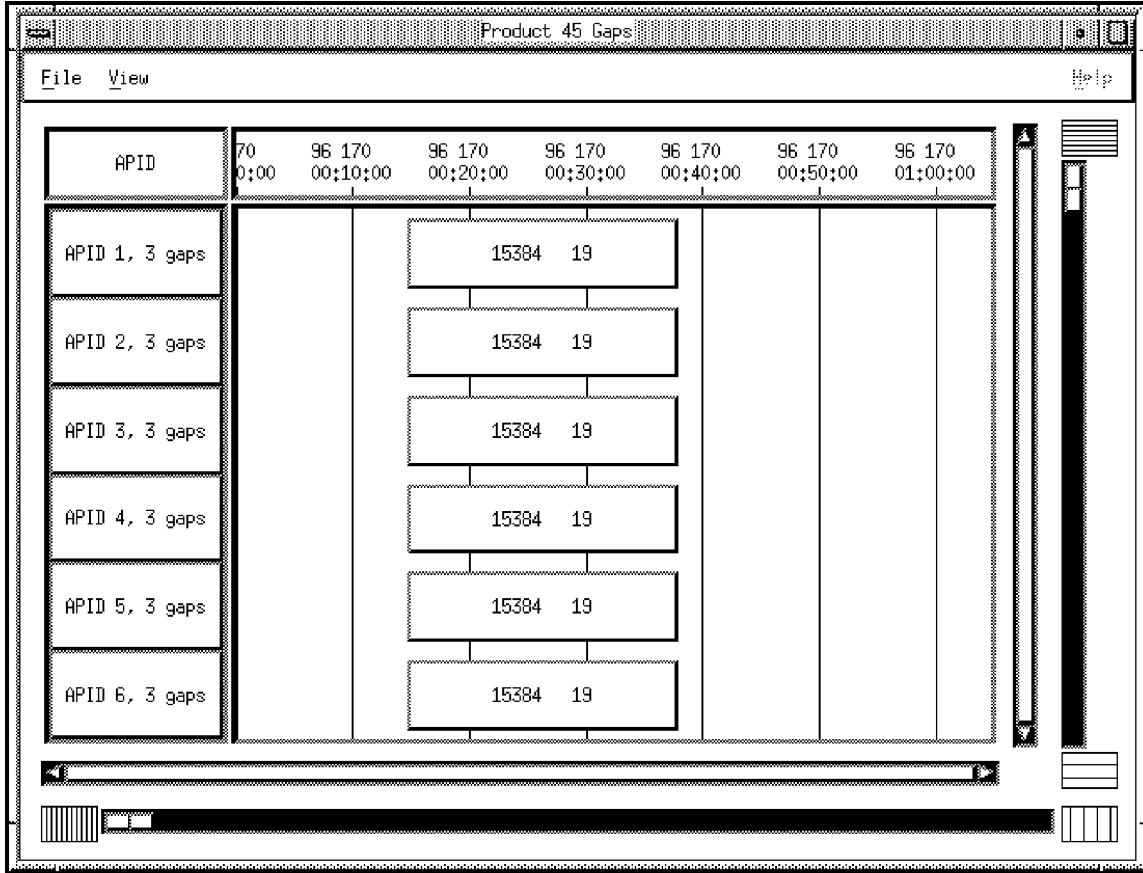 Product 45 Gaps
File View Help
APID
70 96 170 96 170 96 170 96 170 96 170 96 170
0:00 00:10:00 00:20:00 00:30:00 00:40:00 00:50:00 01:00:00
APID 1, 3 gaps 15384 19
APID 2, 3 gaps 15384 19
APID 3, 3 gaps 15384 19
APID 4, 3 gaps 15384 19
APID 5, 3 gaps 15384 19
APID 6, 3 gaps 15384 19